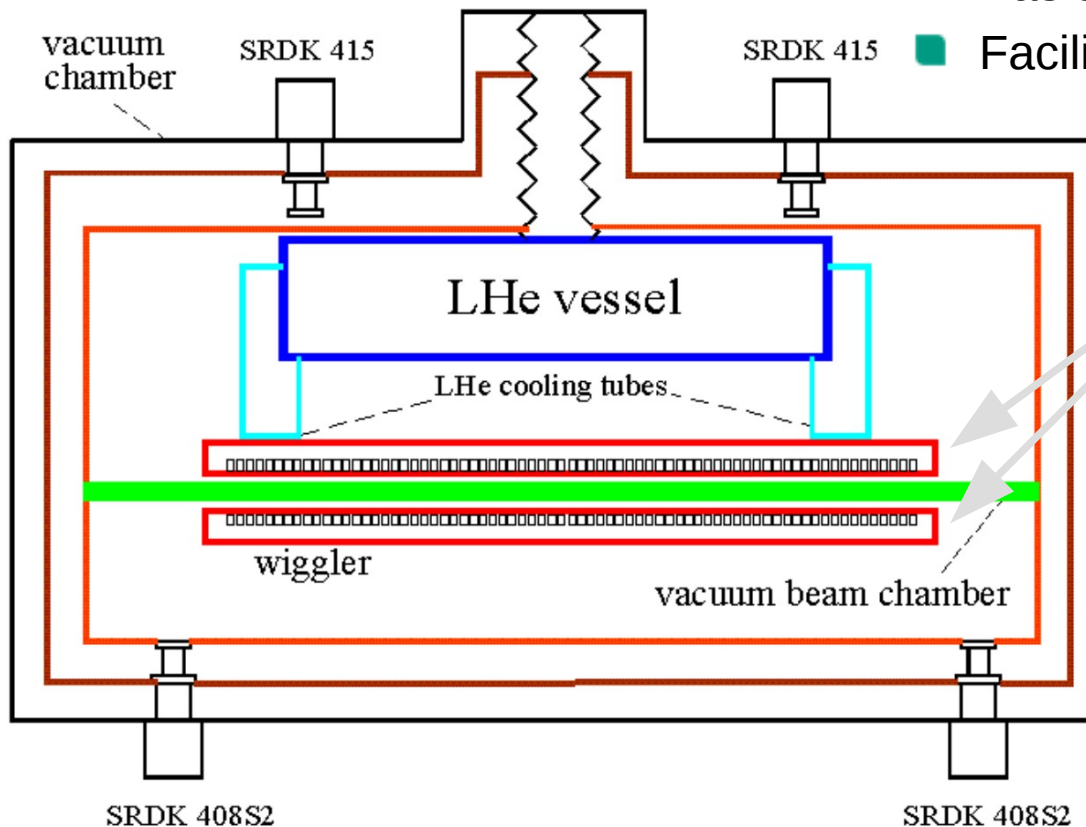 vacuum
chamber
SRDK 415
SRDK 415
Facili
LHe vessel
LHe cooling tubes
wiggler
vacuum beam chamber
SRDK 408S2
SRDK 408S2